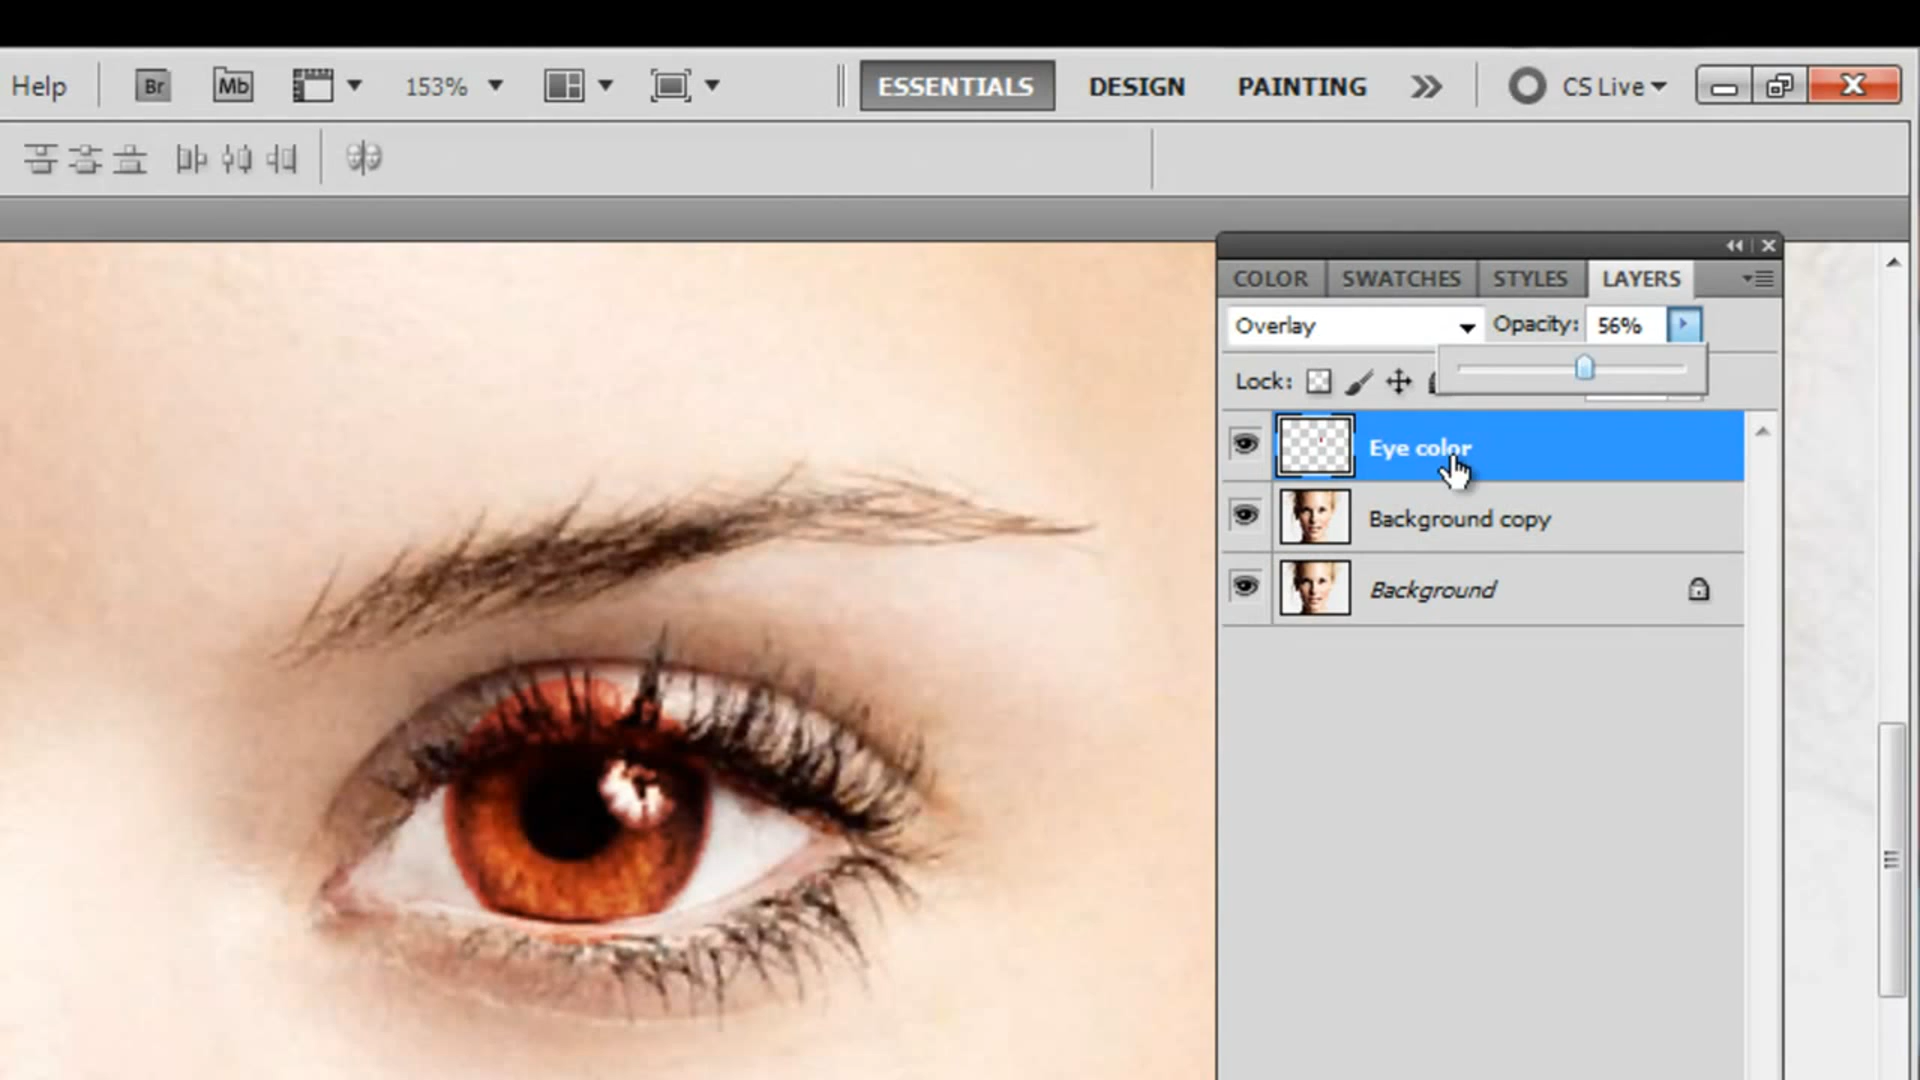 Help Br Mb 153% ESSENTIALS DESIGN PAINTING CS Live
COLOR SWATCHES STYLES LAYERS
Overlay Opacity: 56%
Lock:
Eye color
Background copy
Background